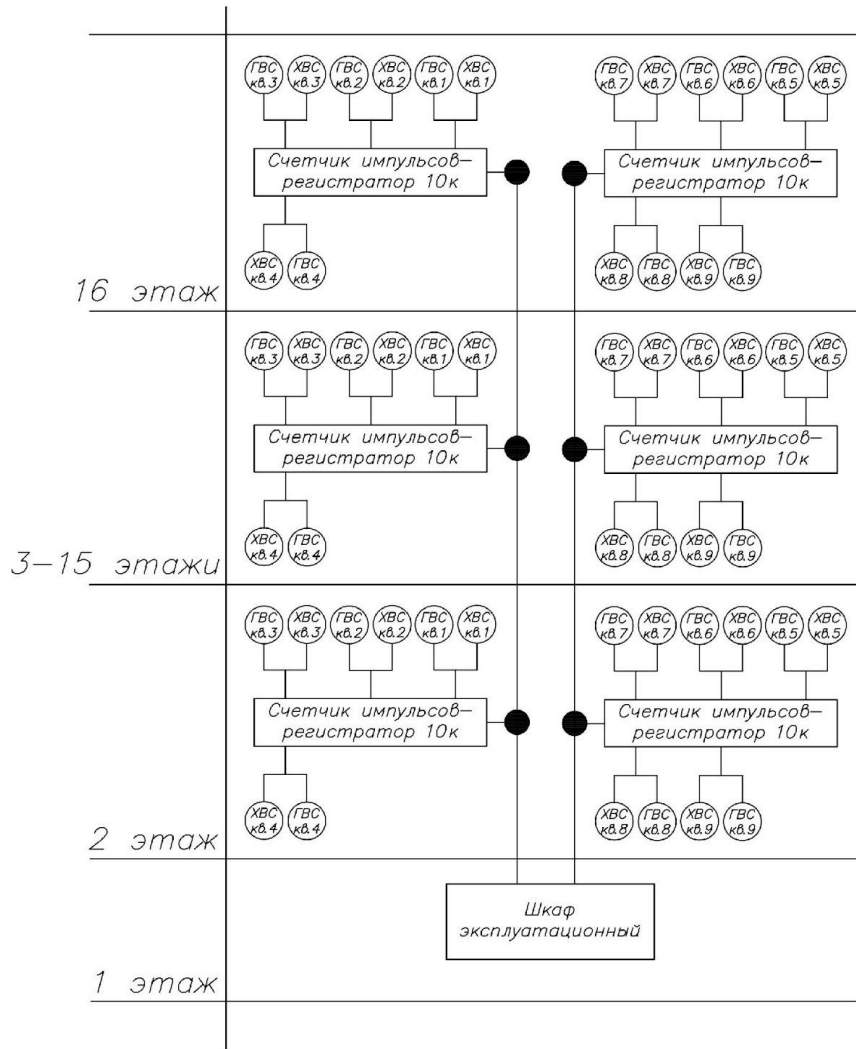 ГВС ХВС ГВС ХВС ГВС ХВС
кв.3 кв.3 кв.2 кв.2 кв.1 кв.1
Счетчик импульсов–
регистратор 10к
ХВС ГВС
кв.4 кв.4
ГВС ХВС ГВС ХВС ГВС ХВС
кв.7 кв.7 кв.6 кв.6 кв.5 кв.5
Счетчик импульсов–
регистратор 10к
ХВС ГВС ХВС ГВС
кв.8 кв.8 кв.9 кв.9
16 этаж
ГВС ХВС ГВС ХВС ГВС ХВС
кв.3 кв.3 кв.2 кв.2 кв.1 кв.1
Счетчик импульсов–
регистратор 10к
ХВС ГВС
кв.4 кв.4
ГВС ХВС ГВС ХВС ГВС ХВС
кв.7 кв.7 кв.6 кв.6 кв.5 кв.5
Счетчик импульсов–
регистратор 10к
ХВС ГВС ХВС ГВС
кв.8 кв.8 кв.9 кв.9
3–15 этажи
ГВС ХВС ГВС ХВС ГВС ХВС
кв.3 кв.3 кв.2 кв.2 кв.1 кв.1
Счетчик импульсов–
регистратор 10к
ХВС ГВС
кв.4 кв.4
ГВС ХВС ГВС ХВС ГВС ХВС
кв.7 кв.7 кв.6 кв.6 кв.5 кв.5
Счетчик импульсов–
регистратор 10к
ХВС ГВС ХВС ГВС
кв.8 кв.8 кв.9 кв.9
2 этаж
Шкаф
эксплуатационный
1 этаж